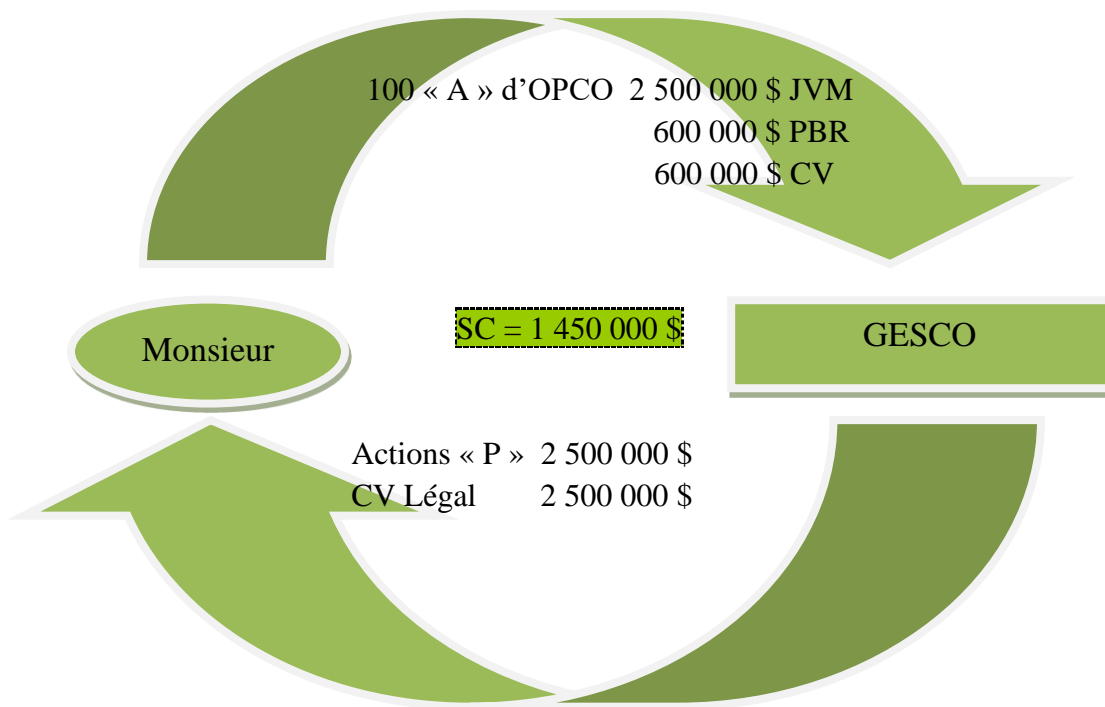 100 « A » d’OPCO 2 500 000 $ JVM
600 000 $ PBR
600 000 $ CV
Monsieur
SC = 1 450 000 $
GESCO
Actions « P » 2 500 000 $
CV Légal 2 500 000 $